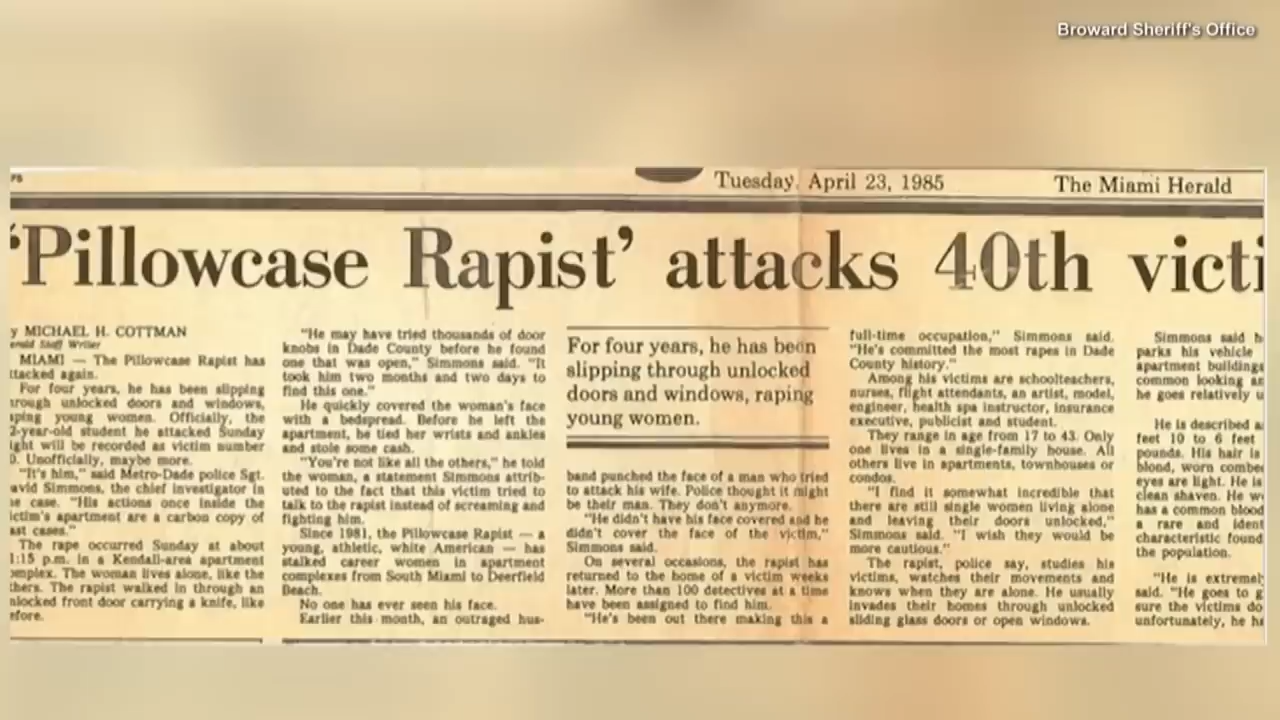 Broward Sheriff's Office
Tuesday, April 23, 1985
The Miami Herald
'Pillowcase Rapist' attacks 40th victi
y MICHAEL H. COTTMAN
erald Staff Writer
MIAMI — The Pillowcase Rapist has
ttacked again.
For four years, he has been slipping
rough unlocked doors and windows,
ping young women. Officially, the
2-year-old student he attacked Sunday
ight will be recorded as victim number
0. Unofficially, maybe more.
"It's him," said Metro-Dade police Sgt.
avid Simmons, the chief investigator in
e case. "His actions once inside the
ictim's apartment are a carbon copy of
ast cases."
The rape occurred Sunday at about
1:15 p.m. in a Kendall-area apartment
omplex. The woman lives alone, like the
thers. The rapist walked in through an
nlocked front door carrying a knife, like
efore.
"He may have tried thousands of door
knobs in Dade County before he found
one that was open," Simmons said. "It
took him two months and two days to
find this one."
He quickly covered the woman's face
with a bedspread. Before he left the
apartment, he tied her wrists and ankles
and stole some cash.
"You're not like all the others," he told
the woman, a statement Simmons attrib-
uted to the fact that this victim tried to
talk to the rapist instead of screaming and
fighting him.
Since 1981, the Pillowcase Rapist — a
young, athletic, white American — has
stalked career women in apartment
complexes from South Miami to Deerfield
Beach.
No one has ever seen his face.
Earlier this month, an outraged hus-
For four years, he has been
slipping through unlocked
doors and windows, raping
young women.
band punched the face of a man who tried
to attack his wife. Police thought it might
be their man. They don't anymore.
"He didn't have his face covered and he
didn't cover the face of the victim,"
Simmons said.
On several occasions, the rapist has
returned to the home of a victim weeks
later. More than 100 detectives at a time
have been assigned to find him.
"He's been out there making this a
full-time occupation," Simmons said.
"He's committed the most rapes in Dade
County history."
Among his victims are schoolteachers,
nurses, flight attendants, an artist, model,
engineer, health spa instructor, insurance
executive, publicist and student.
They range in age from 17 to 43. Only
one lives in a single-family house. All
others live in apartments, townhouses or
condos.
"I find it somewhat incredible that
there are still single women living alone
and leaving their doors unlocked,"
Simmons said. "I wish they would be
more cautious."
The rapist, police say, studies his
victims, watches their movements and
knows when they are alone. He usually
invades their homes through unlocked
sliding glass doors or open windows.
Simmons said h
parks his vehicle
apartment buildings
common looking an
he goes relatively u
He is described a
feet 10 to 6 feet
pounds. His hair is
blond, worn combe
eyes are light. He is
clean shaven. He w
has a common blood
a rare and ident
characteristic found
the population.
"He is extremel
said. "He goes to g
sure the victims do
unfortunately, he h